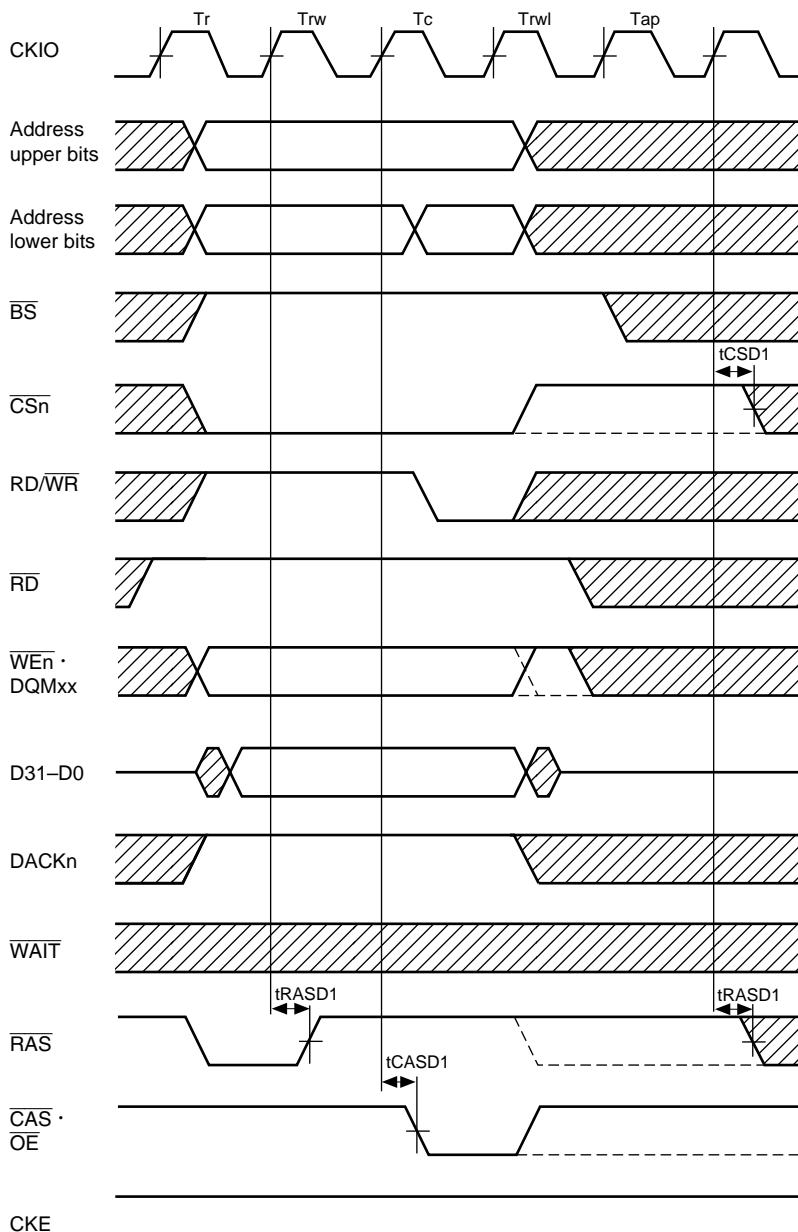 Tr Trw Tc Trwl Tap
CKIO
Address
upper bits
Address
lower bits
BS
tCSD1
CSn
RD/WR
RD
WEn ·
DQMxx
D31–D0
DACKn
WAIT
tRASD1 tRASD1
RAS
tCASD1
CAS ·
OE
CKE